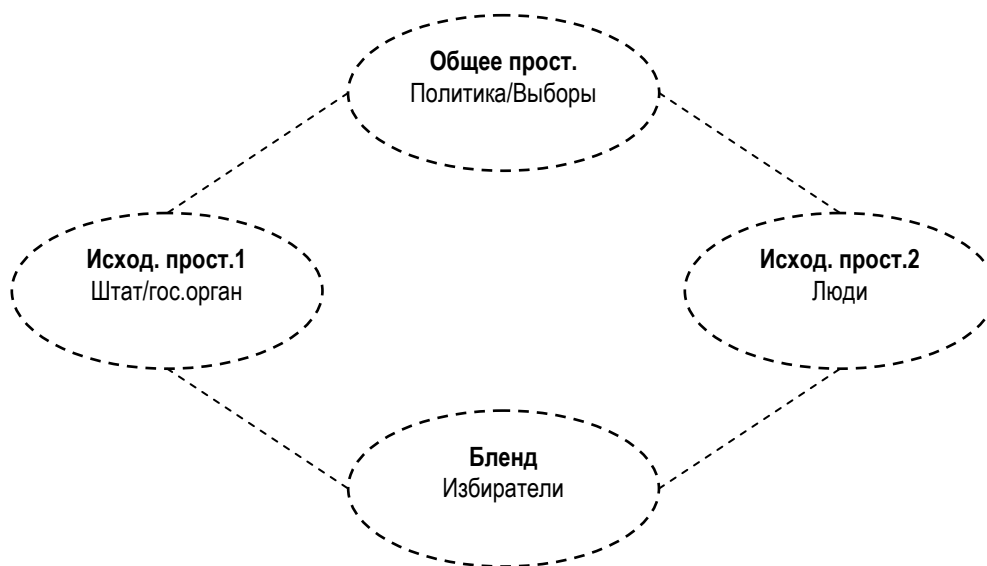 Общее прост.
Политика/Выборы
Исход. прост.1
Штат/гос.орган
Исход. прост.2
Люди
Бленд
Избиратели